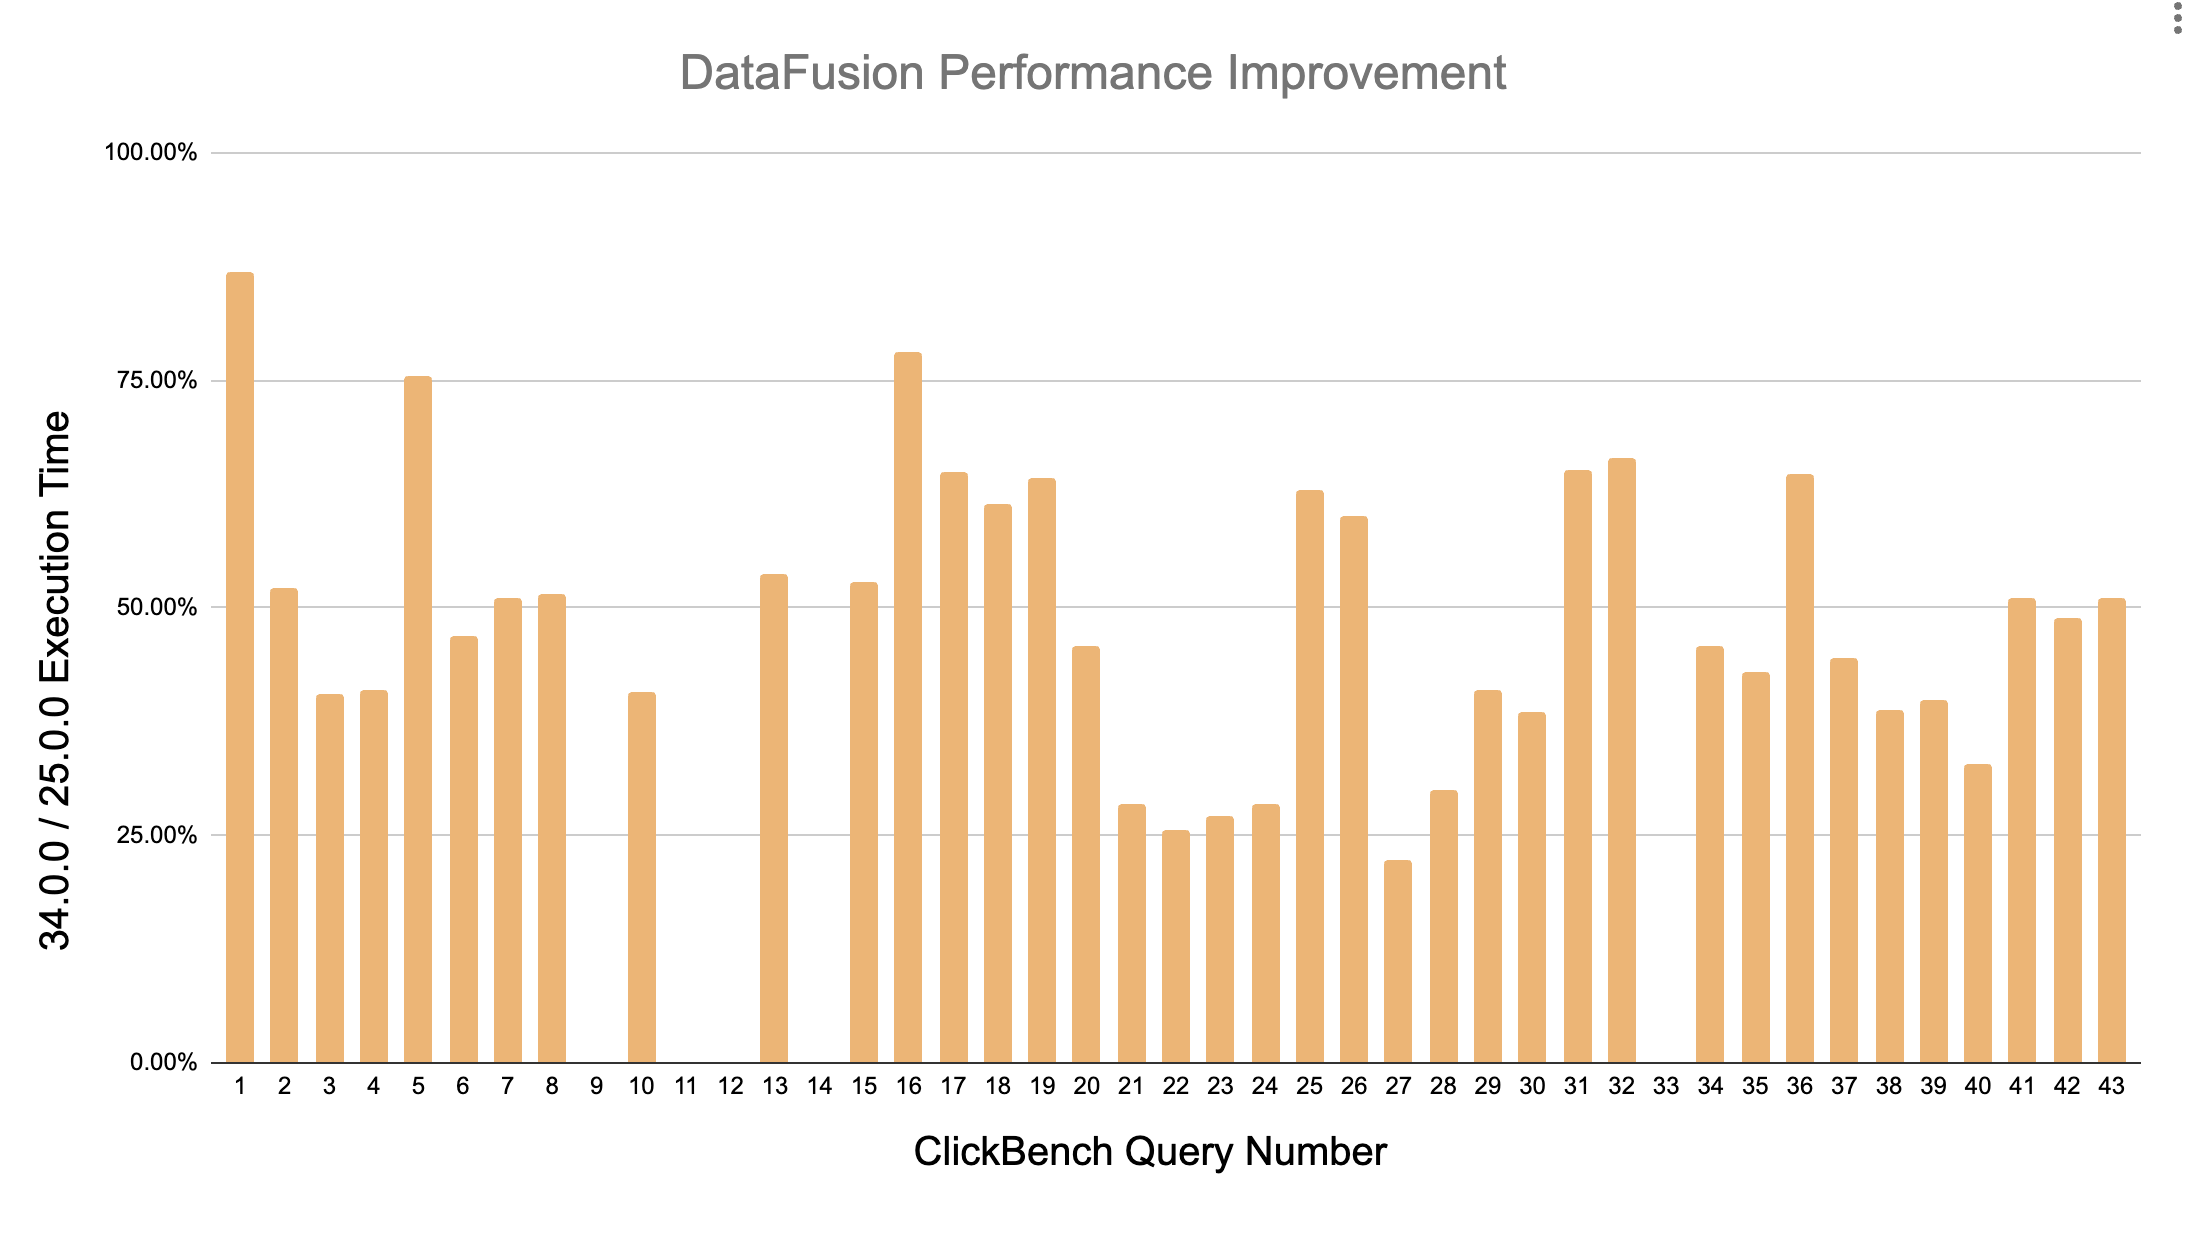 DataFusion Performance Improvement
100.00%
75.00%
50.00%
25.00%
0.00%
34.0.0 / 25.0.0 Execution Time
1 2 3 4 5 6 7 8 9 10 11 12 13 14 15 16 17 18 19 20 21 22 23 24 25 26 27 28 29 30 31 32 33 34 35 36 37 38 39 40 41 42 43
ClickBench Query Number